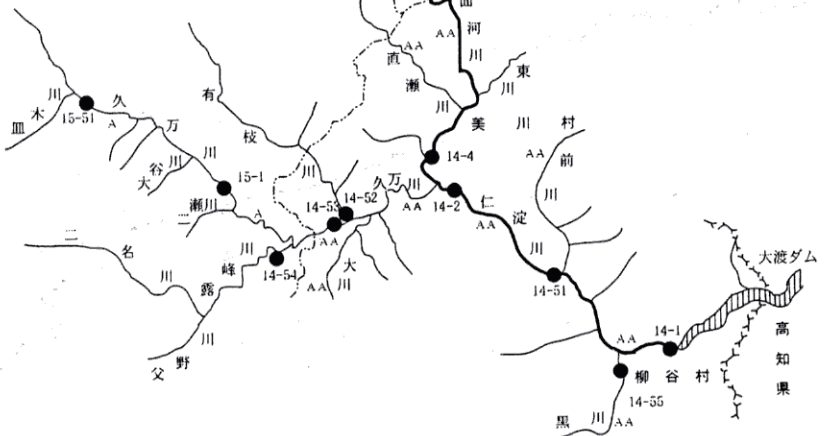 面河川
AA
直瀬川
AA
東川
美川村
有枝川
久万川
A
15-51
皿木川
大谷川
15-1
二瀬川
A
14-4
久万川
AA
14-2
仁淀川
AA
前川
AA
14-52
14-53
AA
大川
AA
14-54
露峰川
二名川
父野川
14-51
大渡ダム
高知県
14-1
AA
柳谷村
14-55
黒川
AA